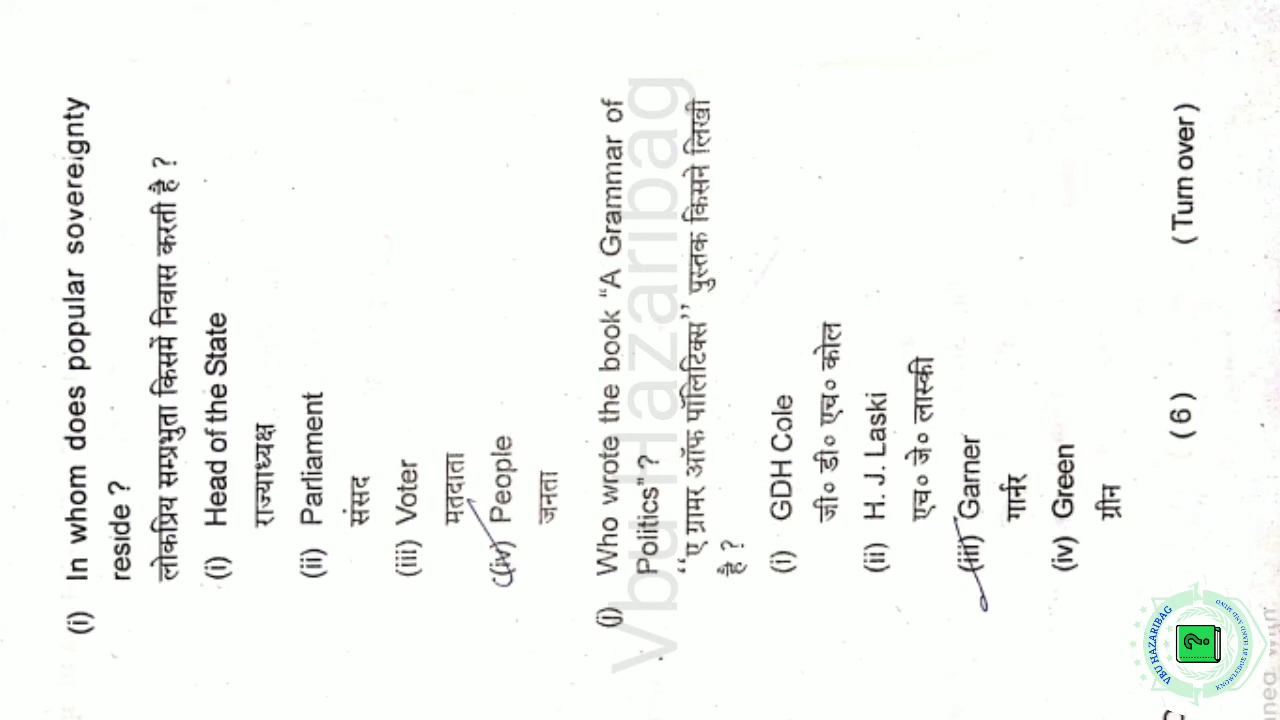 (i) In whom does popular sovereignty
reside ?
लोकप्रिय सम्प्रभुता किसमें निवास करती है ?
(i) Head of the State
राज्याध्यक्ष
(ii) Parliament
संसद
(iii) Voter
मतदाता
(iv) People
जनता
(j) Who wrote the book “A Grammar of
Politics” ?
‘‘ए ग्रामर ऑफ पॉलिटिक्स’’ पुस्तक किसने लिखी
है ?
(i) GDH Cole
जी० डी० एच० कोल
(ii) H. J. Laski
एच० जे० लास्की
(iii) Garner
गार्नर
(iv) Green
ग्रीन
(6) (Turn over)
Vbu Hazaribag
VBU HAZARIBAG
?